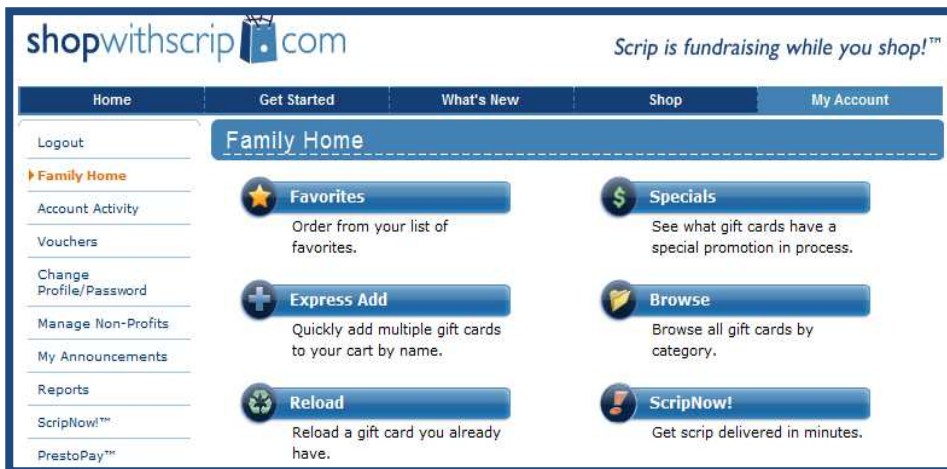 shopwithscrip.com
Scrip is fundraising while you shop!™
Home Get Started What's New Shop My Account
Logout
Family Home
Account Activity
Vouchers
Change
Profile/Password
Manage Non-Profits
My Announcements
Reports
ScripNow!™
PrestoPay™
Family Home
Favorites
Order from your list of
favorites.
Specials
See what gift cards have a
special promotion in process.
Express Add
Quickly add multiple gift cards
to your cart by name.
Browse
Browse all gift cards by
category.
Reload
Reload a gift card you already
have.
ScripNow!
Get scrip delivered in minutes.